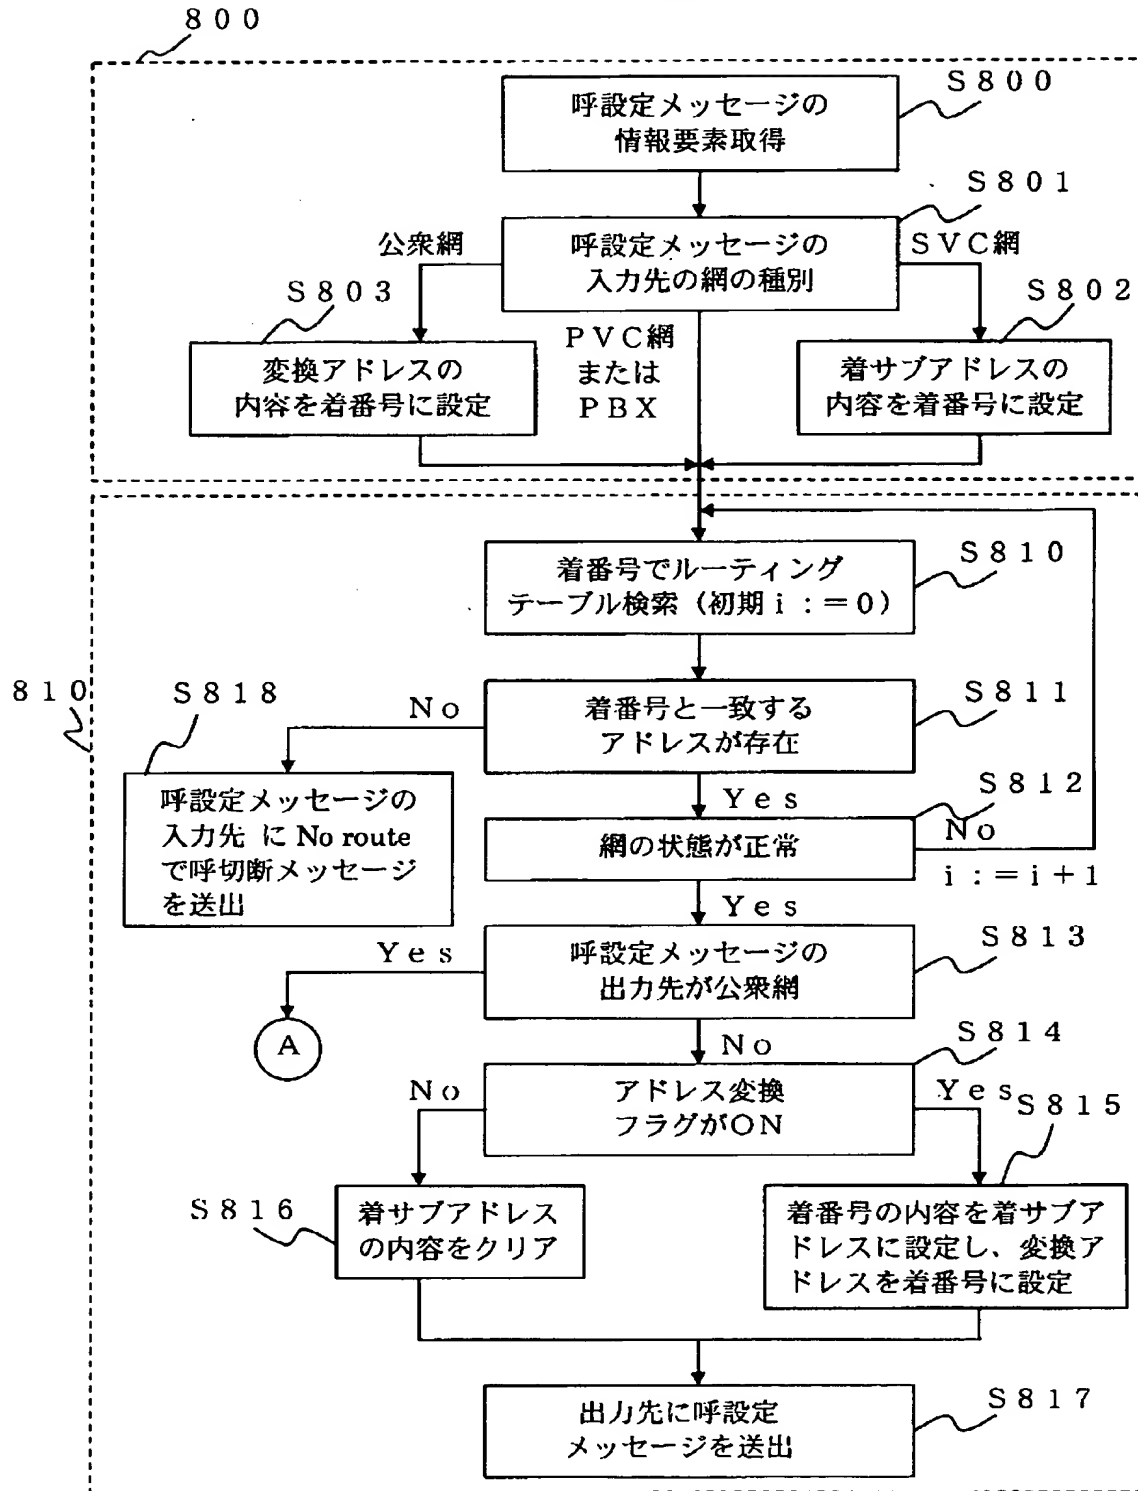 ８００
Ｓ８００
呼設定メッセージの
情報要素取得
Ｓ８０１
公衆網
呼設定メッセージの
入力先の網の種別
ＳＶＣ網
Ｓ８０３
Ｓ８０２
変換アドレスの
内容を着番号に設定
ＰＶＣ網
または
ＰＢＸ
着サブアドレスの
内容を着番号に設定
Ｓ８１０
着番号でルーティング
テーブル検索（初期ｉ：＝０）
８１０
Ｓ８１８
Ｎｏ
Ｓ８１１
着番号と一致する
アドレスが存在
Ｙｅｓ
Ｓ８１２
呼設定メッセージの
入力先 に No route
で呼切断メッセージ
を送出
網の状態が正常
Ｎｏ
ｉ：＝ｉ＋１
Ｙｅｓ
Ｙｅｓ
Ｓ８１３
呼設定メッセージの
出力先が公衆網
A
Ｎｏ
Ｓ８１４
Ｎｏ
アドレス変換
フラグがＯＮ
Ｙｅｓ
Ｓ８１５
Ｓ８１６
着サブアドレス
の内容をクリア
着番号の内容を着サブア
ドレスに設定し、変換ア
ドレスを着番号に設定
Ｓ８１７
出力先に呼設定
メッセージを送出